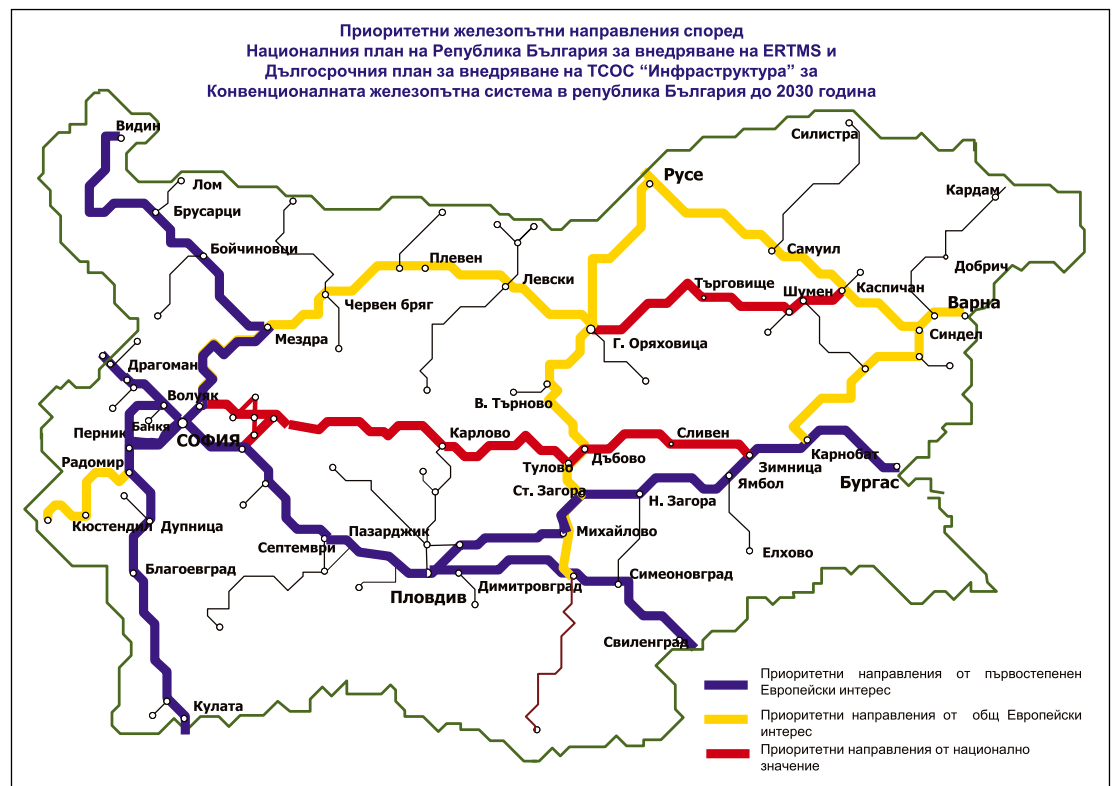 Приоритетни железопътни направления според
Националния план на Република България за внедряване на ERTMS и
Дългосрочния план за внедряване на ТСОС “Инфраструктура” за
Конвенционалната железопътна система в република България до 2030 година
Видин
Силистра
Лом
Русе
Кардам
Брусарци
Бойчиновци
Самуил
Плевен
Добрич
Левски
Търговище
Шумен
Каспичан
Червен бряг
Варна
Мездра
Г. Оряховица
Синдел
Драгоман
Волуяк
В. Търново
Банкя
Перник
СОФИЯ
Карлово
Сливен
Радомир
Тулово
Дъбово
Зимница
Карнобат
Ямбол
Бургас
Ст. Загора
Н. Загора
Кюстендил
Дупница
Пазарджик
Михайлово
Септември
Елхово
Благоевград
Симеоновград
Димитровград
Пловдив
Свиленград
Кулата
Приоритетни направления от първостепенен
Европейски интерес
Приоритетни направления от общ Европейски
интерес
Приоритетни направления от национално
значение